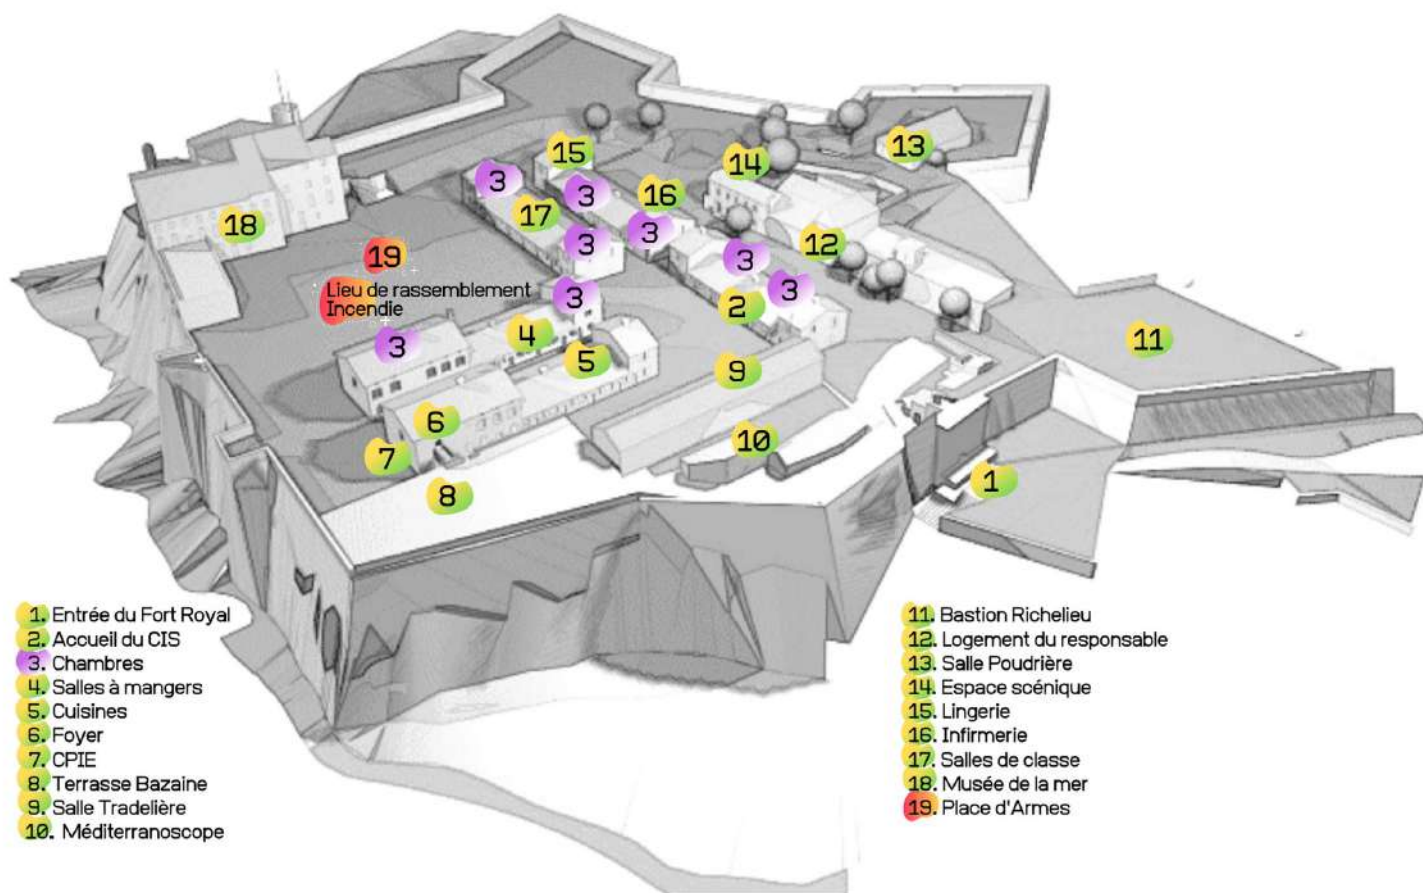 15
14
13
3
3
16
17
18
3
3
12
19
3
Lieu de rassemblement
Incendie
3
3
2
11
4
3
5
9
6
10
7
8
1
1. Entrée du Fort Royal
2. Accueil du CIS
3. Chambres
4. Salles à mangers
5. Cuisines
6. Foyer
7. CPIE
8. Terrasse Bazaine
9. Salle Tradelière
10. Méditerranoscope
11. Bastion Richelieu
12. Logement du responsable
13. Salle Poudrière
14. Espace scénique
15. Lingerie
16. Infirmerie
17. Salles de classe
18. Musée de la mer
19. Place d'Armes